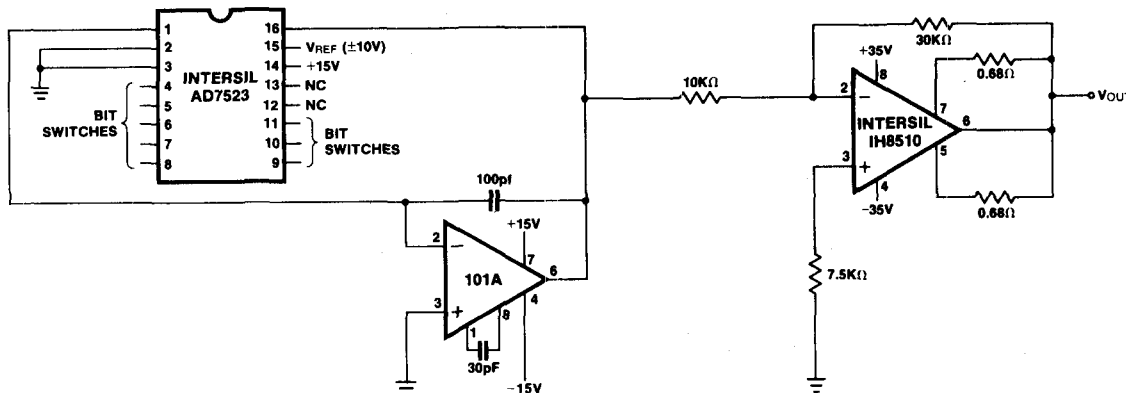 1
2
3
4
5
6
7
8
16
15
14
13
12
11
10
9
INTERSIL
AD7523
BIT
SWITCHES
VREF (±10V)
+15V
NC
NC
BIT
SWITCHES
100pf
2
3
101A
+15V
7
6
4
1
8
30pF
−15V
10KΩ
30KΩ
+35V
8
2
3
INTERSIL
IH8510
7
6
5
4
−35V
0.68Ω
0.68Ω
VOUT
7.5KΩ